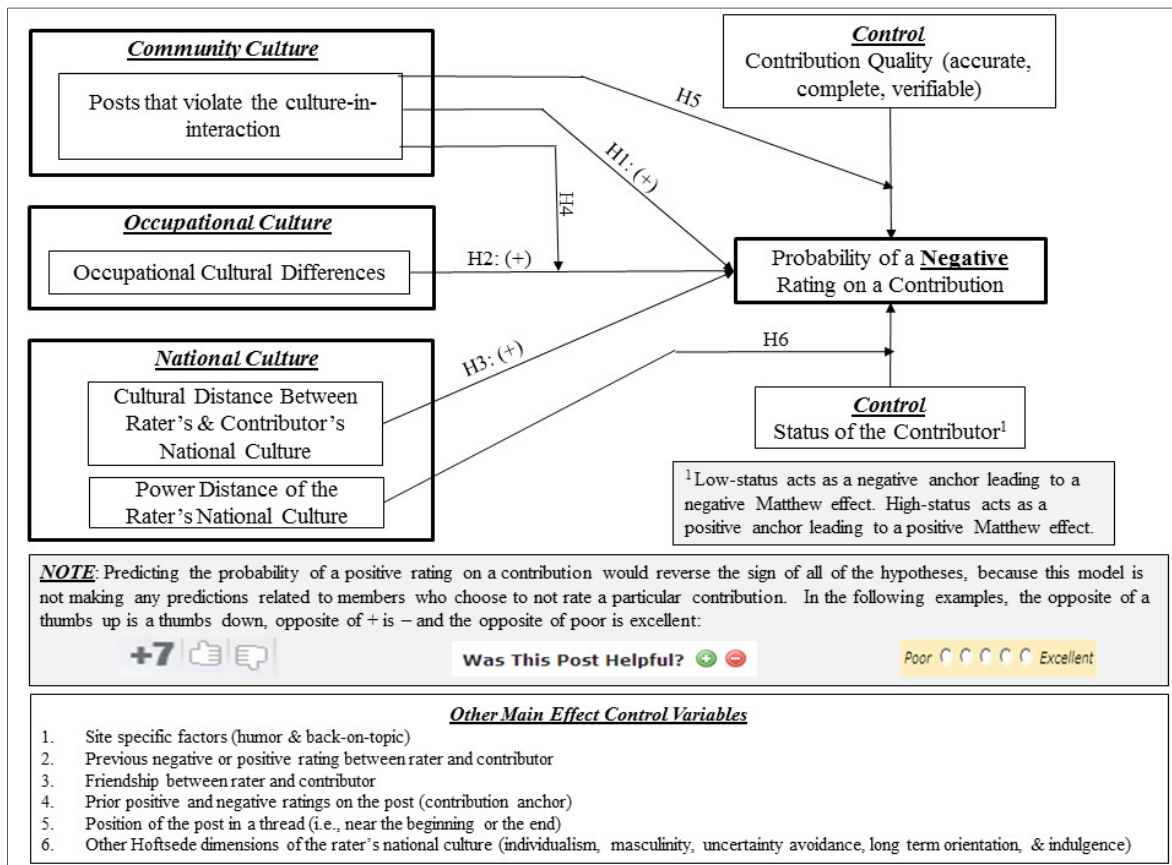 Community Culture
Posts that violate the culture-in-
interaction
Control
Contribution Quality (accurate,
complete, verifiable)
H5
H1: (+)
H4
Occupational Culture
Occupational Cultural Differences
H2: (+)
Probability of a Negative
Rating on a Contribution
National Culture
Cultural Distance Between
Rater's & Contributor's
National Culture
Power Distance of the
Rater's National Culture
H3: (+)
H6
Control
Status of the Contributor1
1 Low-status acts as a negative anchor leading to a
negative Matthew effect. High-status acts as a
positive anchor leading to a positive Matthew effect.
NOTE: Predicting the probability of a positive rating on a contribution would reverse the sign of all of the hypotheses, because this model is
not making any predictions related to members who choose to not rate a particular contribution. In the following examples, the opposite of a
thumbs up is a thumbs down, opposite of + is – and the opposite of poor is excellent:
+7
Was This Post Helpful?
Poor Excellent
Other Main Effect Control Variables
1. Site specific factors (humor & back-on-topic)
2. Previous negative or positive rating between rater and contributor
3. Friendship between rater and contributor
4. Prior positive and negative ratings on the post (contribution anchor)
5. Position of the post in a thread (i.e., near the beginning or the end)
6. Other Hoftsede dimensions of the rater's national culture (individualism, masculinity, uncertainty avoidance, long term orientation, & indulgence)